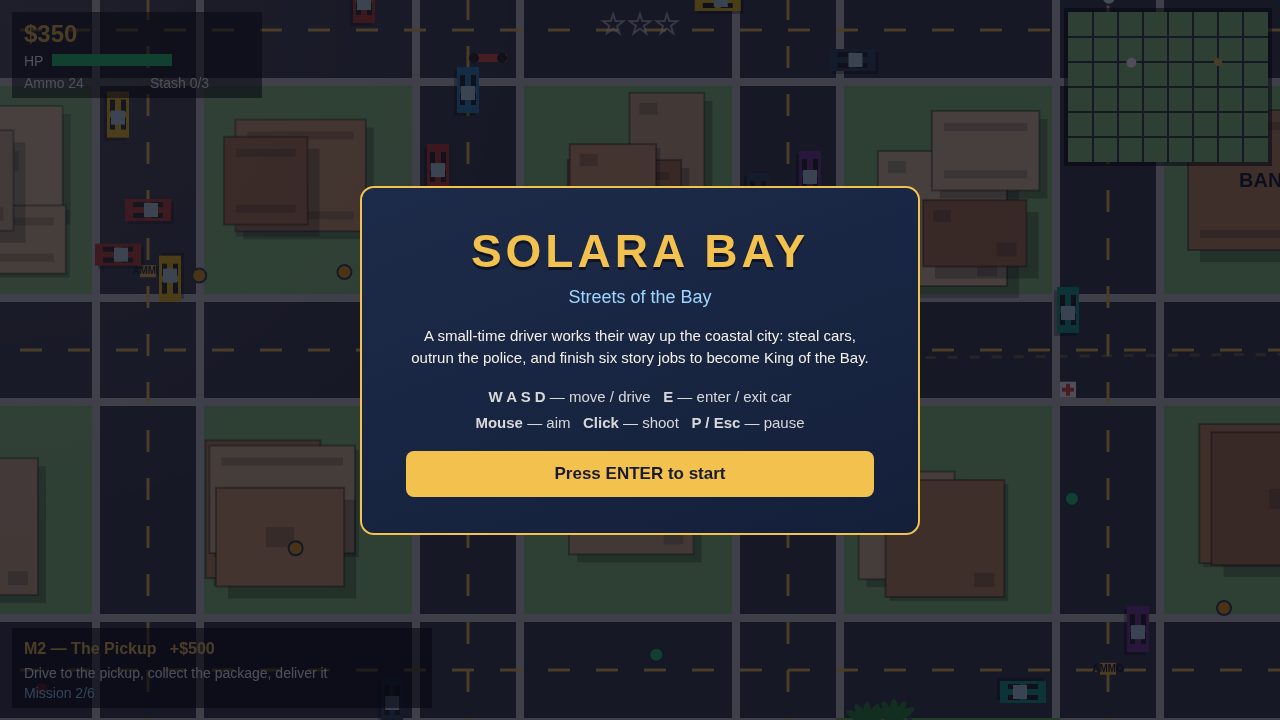 $350
HP
Ammo 24 Stash 0/3
BAN
SOLARA BAY
Streets of the Bay
A small-time driver works their way up the coastal city: steal cars,
outrun the police, and finish six story jobs to become King of the Bay.
W A S D — move / drive E — enter / exit car
Mouse — aim Click — shoot P / Esc — pause
Press ENTER to start
M2 — The Pickup +$500
Drive to the pickup, collect the package, deliver it
Mission 2/6